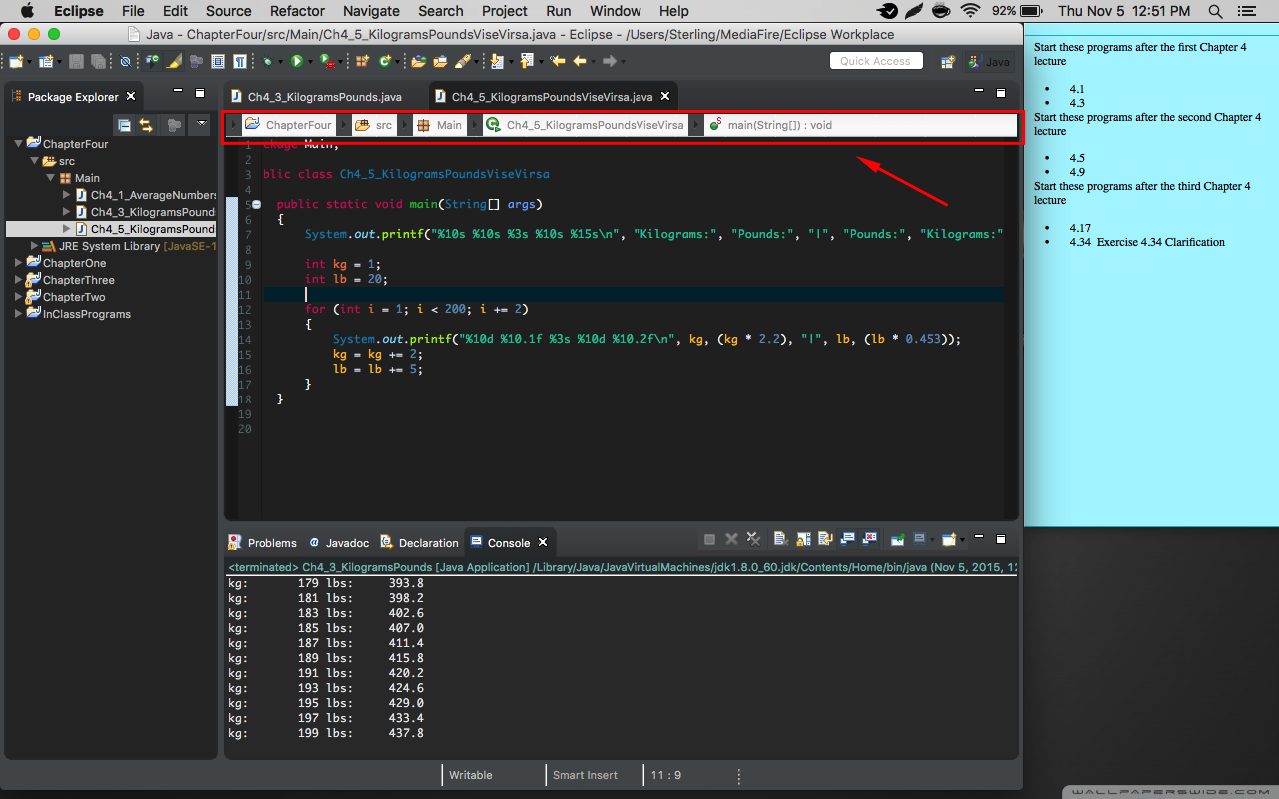 Eclipse File Edit Source Refactor Navigate Search Project Run Window Help 92% Thu Nov 5 12:51 PM
Java - ChapterFour/src/Main/Ch4_5_KilogramsPoundsViseVirsa.java - Eclipse - /Users/Sterling/MediaFire/Eclipse Workplace
Quick Access
Java
Package Explorer
ChapterFour
src
Main
Ch4_1_AverageNumbers
Ch4_3_KilogramsPound
Ch4_5_KilogramsPound
JRE System Library [JavaSE-1
ChapterOne
ChapterThree
ChapterTwo
InClassPrograms
Ch4_3_KilogramsPounds.java
Ch4_5_KilogramsPoundsViseVirsa.java
ChapterFour src Main Ch4_5_KilogramsPoundsViseVirsa main(String[]) : void
1 ckage Main;
2
3 blic class Ch4_5_KilogramsPoundsViseVirsa
4
5 public static void main(String[] args)
6 {
7 System.out.printf("%10s %10s %3s %10s %15s\n", "Kilograms:", "Pounds:", "|", "Pounds:", "Kilograms:"
8
9 int kg = 1;
10 int lb = 20;
11
12 for (int i = 1; i < 200; i += 2)
13 {
14 System.out.printf("%10d %10.1f %3s %10d %10.2f\n", kg, (kg * 2.2), "|", lb, (lb * 0.453));
15 kg = kg += 2;
16 lb = lb += 5;
17 }
18 }
19
20
Problems Javadoc Declaration Console
<terminated> Ch4_3_KilogramsPounds [Java Application] /Library/Java/JavaVirtualMachines/jdk1.8.0_60.jdk/Contents/Home/bin/java (Nov 5, 2015, 12
kg: 179 lbs: 393.8
kg: 181 lbs: 398.2
kg: 183 lbs: 402.6
kg: 185 lbs: 407.0
kg: 187 lbs: 411.4
kg: 189 lbs: 415.8
kg: 191 lbs: 420.2
kg: 193 lbs: 424.6
kg: 195 lbs: 429.0
kg: 197 lbs: 433.4
kg: 199 lbs: 437.8
Writable Smart Insert 11 : 9
Start these programs after the first Chapter 4
lecture
• 4.1
• 4.3
Start these programs after the second Chapter 4
lecture
• 4.5
• 4.9
Start these programs after the third Chapter 4
lecture
• 4.17
• 4.34 Exercise 4.34 Clarification
WALLPAPERSWIDE.COM